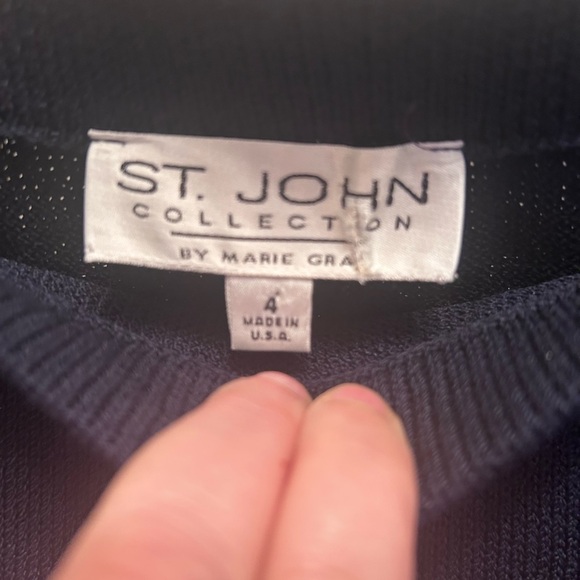 ST. JOHN
COLLECTION
BY MARIE GRA
4
MADE IN
U.S.A.